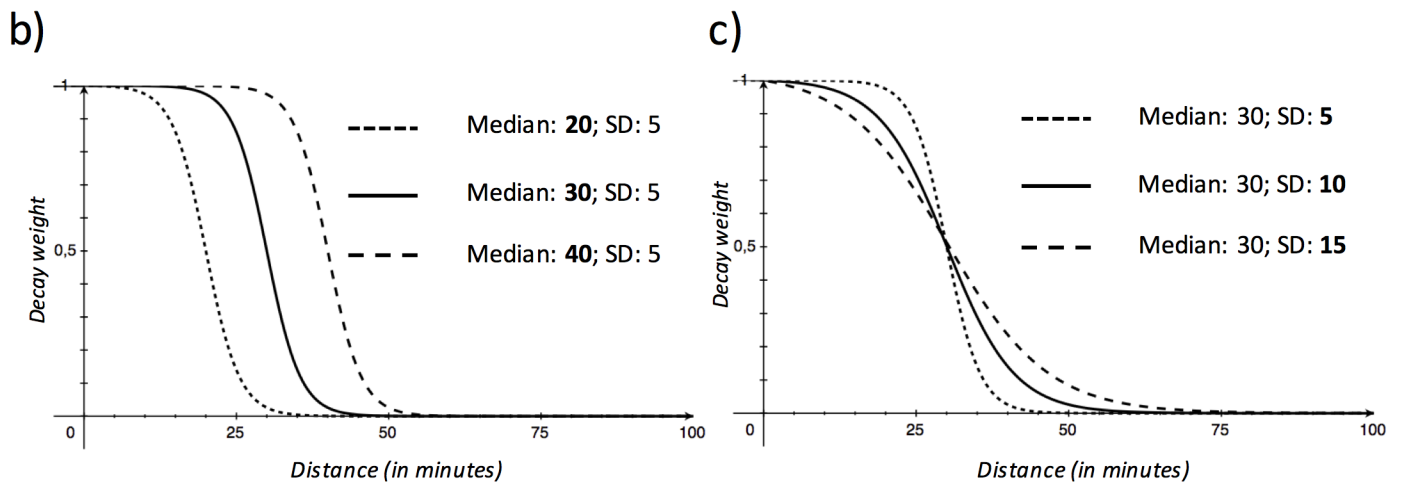 b)
1
0,5
Decay weight
Median: 20; SD: 5
Median: 30; SD: 5
Median: 40; SD: 5
0 25 50 75 100
Distance (in minutes)
c)
1
0,5
Decay weight
Median: 30; SD: 5
Median: 30; SD: 10
Median: 30; SD: 15
0 25 50 75 100
Distance (in minutes)